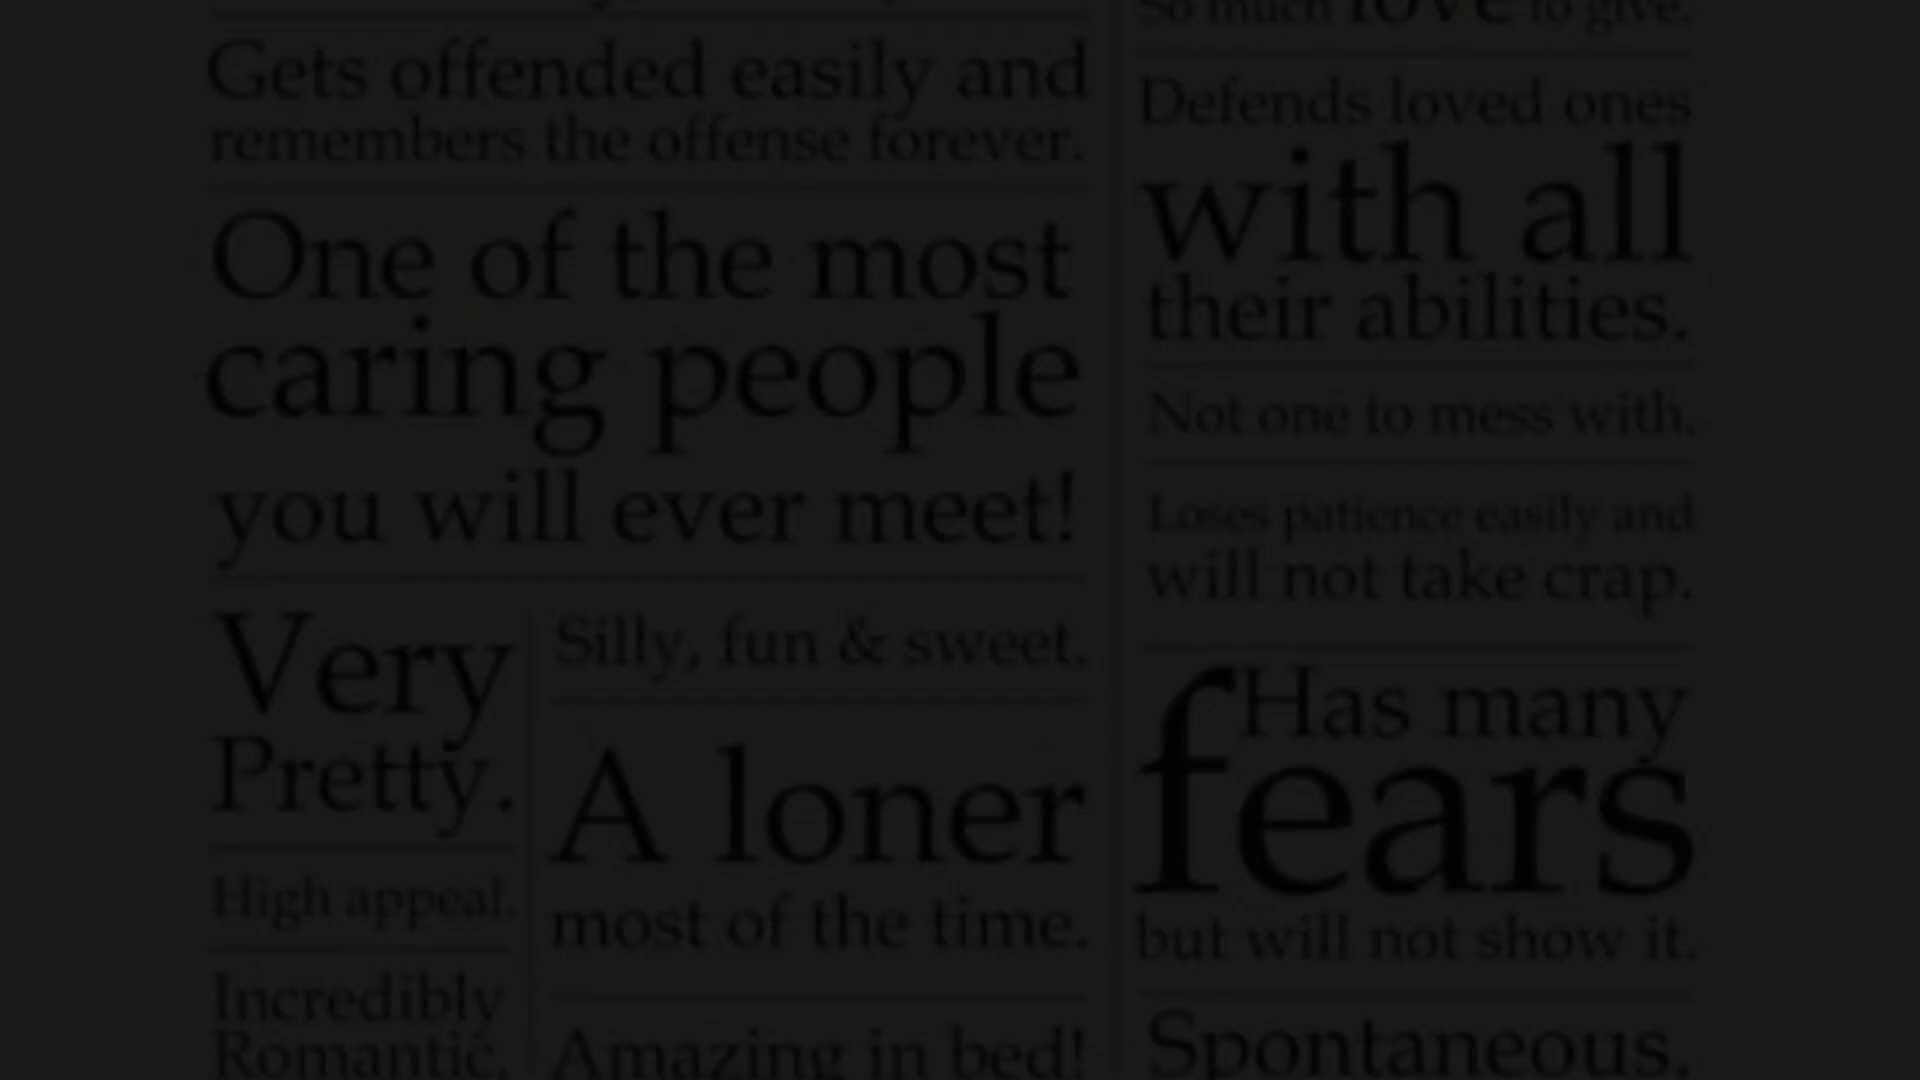 Gets offended easily and
remembers the offense forever.
One of the most
caring people
you will ever meet!
Very
Pretty.
High appeal.
Incredibly
Romantic.
Silly, fun & sweet.
A loner
most of the time.
Amazing in bed!
So much love to give.
Defends loved ones
with all
their abilities.
Not one to mess with.
Loses patience easily and
will not take crap.
Has many
fears
but will not show it.
Spontaneous.